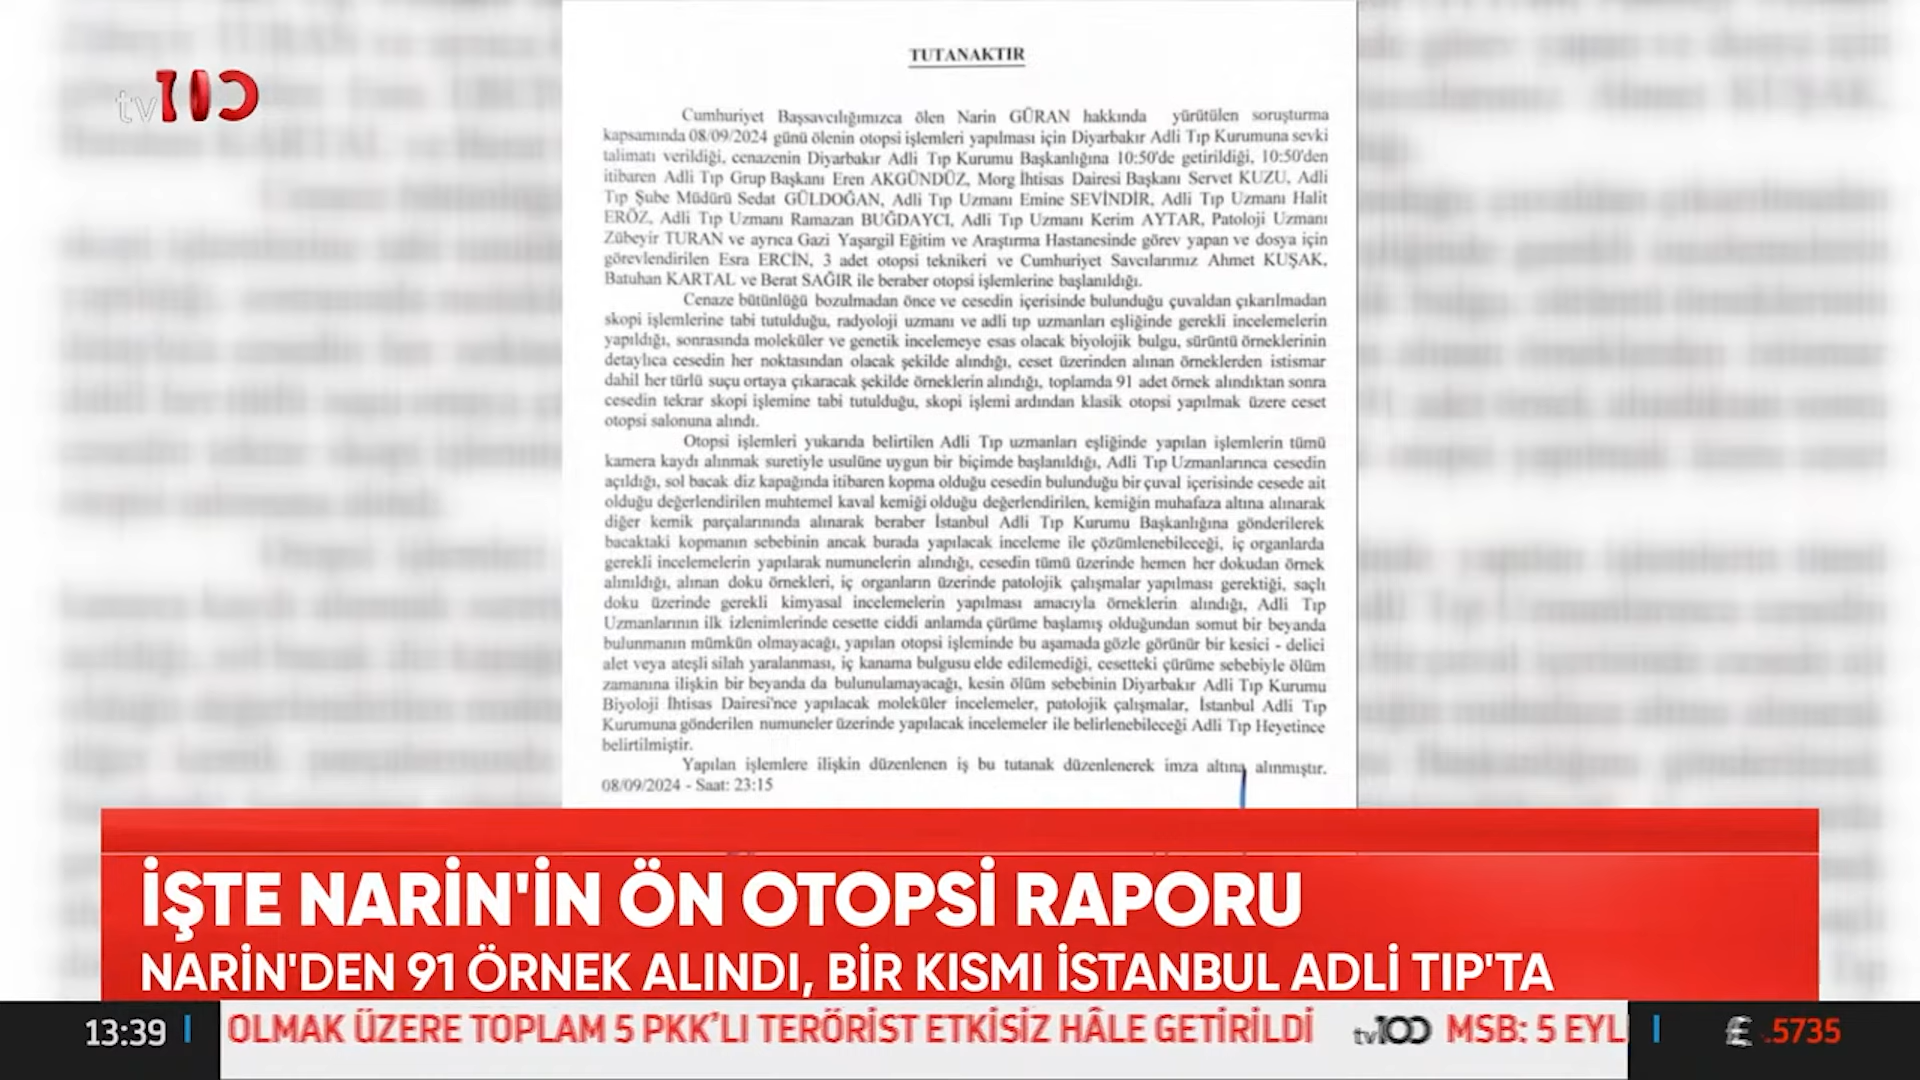 tv100
TUTANAKTIR
Cumhuriyet Başsavcılığımızca ölen Narin GÜRAN hakkında yürütülen soruşturma
kapsamında 08/09/2024 günü ölenin otopsi işlemleri yapılması için Diyarbakır Adli Tıp Kurumuna sevki
talimatı verildiği, cenazenin Diyarbakır Adli Tıp Kurumu Başkanlığına 10:50'de getirildiği, 10:50'den
itibaren Adli Tıp Grup Başkanı Eren AKGÜNDÜZ, Morg İhtisas Dairesi Başkanı Servet KUZU, Adli
Tıp Şube Müdürü Sedat GÜLDOĞAN, Adli Tıp Uzmanı Emine SEVİNDİR, Adli Tıp Uzmanı Halit
ERÖZ, Adli Tıp Uzmanı Ramazan BUĞDAYCI, Adli Tıp Uzmanı Kerim AYTAR, Patoloji Uzmanı
Zübeyir TURAN ve ayrıca Gazi Yaşargil Eğitim ve Araştırma Hastanesinde görev yapan ve dosya için
görevlendirilen Esra ERCİN, 3 adet otopsi teknikeri ve Cumhuriyet Savcılarımız Ahmet KUŞAK,
Batuhan KARTAL ve Berat SAĞIR ile beraber otopsi işlemlerine başlanıldığı.
Cenaze bütünlüğü bozulmadan önce ve cesedin içerisinde bulunduğu çuvaldan çıkarılmadan
skopi işlemlerine tabi tutulduğu, radyoloji uzmanı ve adli tıp uzmanları eşliğinde gerekli incelemelerin
yapıldığı, sonrasında moleküler ve genetik incelemeye esas olacak biyolojik bulgu, sürüntü örneklerinin
detaylıca cesedin her noktasından olacak şekilde alındığı, ceset üzerinden alınan örneklerden istismar
dahil her türlü suçu ortaya çıkaracak şekilde örneklerin alındığı, toplamda 91 adet örnek alındıktan sonra
cesedin tekrar skopi işlemine tabi tutulduğu, skopi işlemi ardından klasik otopsi yapılmak üzere ceset
otopsi salonuna alındı.
Otopsi işlemleri yukarıda belirtilen Adli Tıp uzmanları eşliğinde yapılan işlemlerin tümü
kamera kaydı alınmak suretiyle usulüne uygun bir biçimde başlanıldığı, Adli Tıp Uzmanlarınca cesedin
açıldığı, sol bacak diz kapağında itibaren kopma olduğu cesedin bulunduğu bir çuval içerisinde cesede ait
olduğu değerlendirilen muhtemel kaval kemiği olduğu değerlendirilen, kemiğin muhafaza altına alınarak
diğer kemik parçalarınında alınarak beraber İstanbul Adli Tıp Kurumu Başkanlığına gönderilerek
bacaktaki kopmanın sebebinin ancak burada yapılacak inceleme ile çözümlenebileceği, iç organlarda
gerekli incelemelerin yapılarak numunelerin alındığı, cesedin tümü üzerinde hemen her dokudan örnek
alınıldığı, alınan doku örnekleri, iç organların üzerinde patolojik çalışmalar yapılması gerektiği, saçlı
doku üzerinde gerekli kimyasal incelemelerin yapılması amacıyla örneklerin alındığı, Adli Tıp
Uzmanlarının ilk izlenimlerinde cesette ciddi anlamda çürüme başlamış olduğundan somut bir beyanda
bulunmanın mümkün olmayacağı, yapılan otopsi işleminde bu aşamada gözle görünür bir kesici - delici
alet veya ateşli silah yaralanması, iç kanama bulgusu elde edilemediği, cesetteki çürüme sebebiyle ölüm
zamanına ilişkin bir beyanda da bulunulamayacağı, kesin ölüm sebebinin Diyarbakır Adli Tıp Kurumu
Biyoloji İhtisas Dairesi'nce yapılacak moleküler incelemeler, patolojik çalışmalar, İstanbul Adli Tıp
Kurumuna gönderilen numuneler üzerinde yapılacak incelemeler ile belirlenebileceği Adli Tıp Heyetince
belirtilmiştir.
Yapılan işlemlere ilişkin düzenlenen iş bu tutanak düzenlenerek imza altına alınmıştır.
08/09/2024 - Saat: 23:15
İŞTE NARİN'İN ÖN OTOPSİ RAPORU
NARİN'DEN 91 ÖRNEK ALINDI, BİR KISMI İSTANBUL ADLİ TIP'TA
13:39 OLMAK ÜZERE TOPLAM 5 PKK'LI TERÖRİST ETKİSİZ HÂLE GETİRİLDİ tv100 MSB: 5 EYL £ .5735